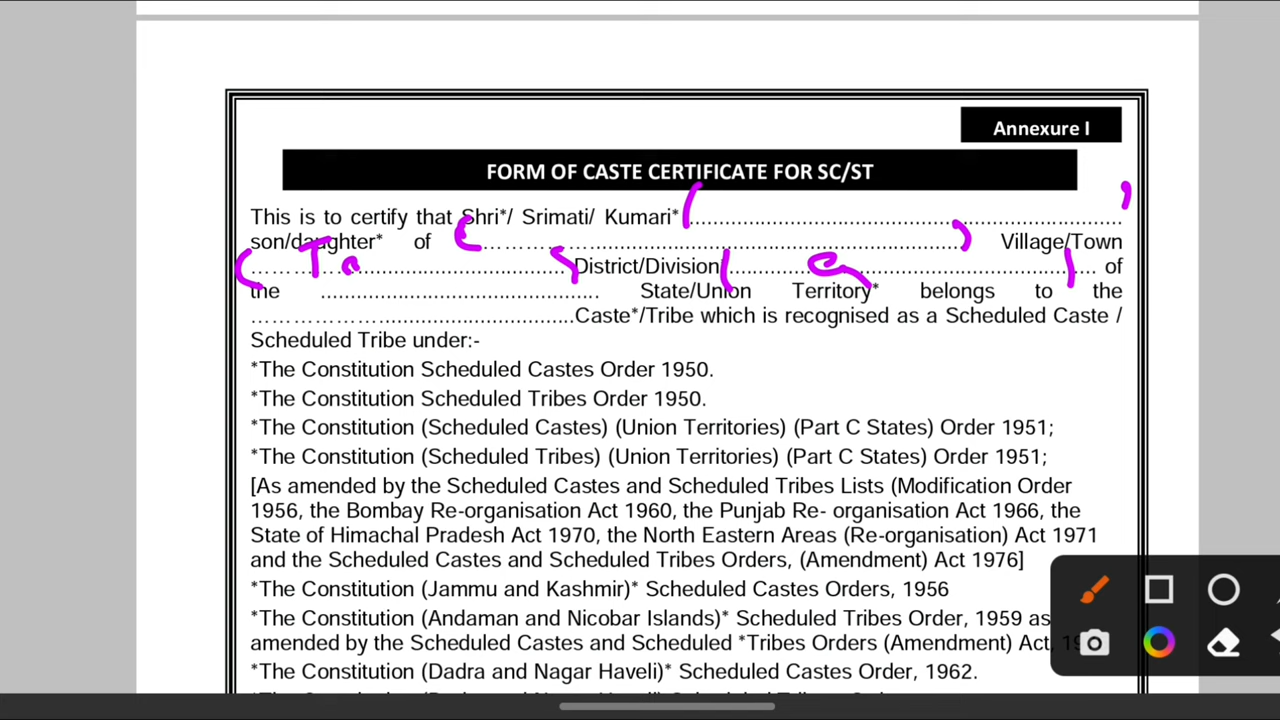 Annexure I
FORM OF CASTE CERTIFICATE FOR SC/ST
This is to certify that Shri*/ Srimati/ Kumari*.........................................................................
son/daughter* of ................................................................................ Village/Town
......................................................District/Division.............................................................. of
the ............................................... State/Union Territory* belongs to the
......................................................Caste*/Tribe which is recognised as a Scheduled Caste /
Scheduled Tribe under:-
*The Constitution Scheduled Castes Order 1950.
*The Constitution Scheduled Tribes Order 1950.
*The Constitution (Scheduled Castes) (Union Territories) (Part C States) Order 1951;
*The Constitution (Scheduled Tribes) (Union Territories) (Part C States) Order 1951;
[As amended by the Scheduled Castes and Scheduled Tribes Lists (Modification Order
1956, the Bombay Re-organisation Act 1960, the Punjab Re- organisation Act 1966, the
State of Himachal Pradesh Act 1970, the North Eastern Areas (Re-organisation) Act 1971
and the Scheduled Castes and Scheduled Tribes Orders, (Amendment) Act 1976]
*The Constitution (Jammu and Kashmir)* Scheduled Castes Orders, 1956
*The Constitution (Andaman and Nicobar Islands)* Scheduled Tribes Order, 1959 as
amended by the Scheduled Castes and Scheduled *Tribes Orders (Amendment) Act,
*The Constitution (Dadra and Nagar Haveli)* Scheduled Castes Order, 1962.